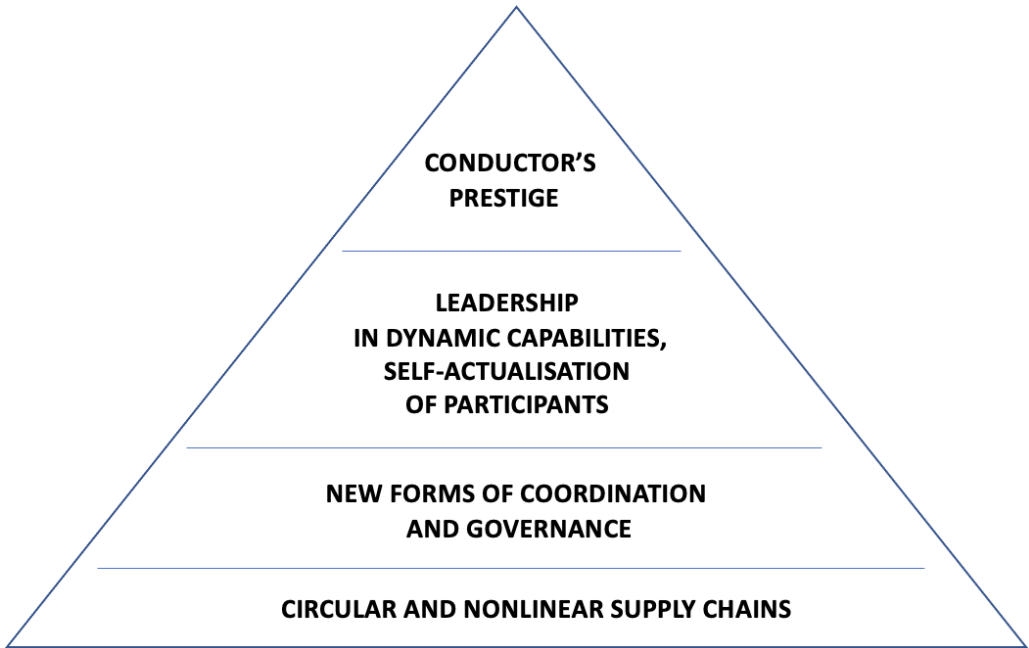 CONDUCTOR’S
PRESTIGE
LEADERSHIP
IN DYNAMIC CAPABILITIES,
SELF-ACTUALISATION
OF PARTICIPANTS
NEW FORMS OF COORDINATION
AND GOVERNANCE
CIRCULAR AND NONLINEAR SUPPLY CHAINS